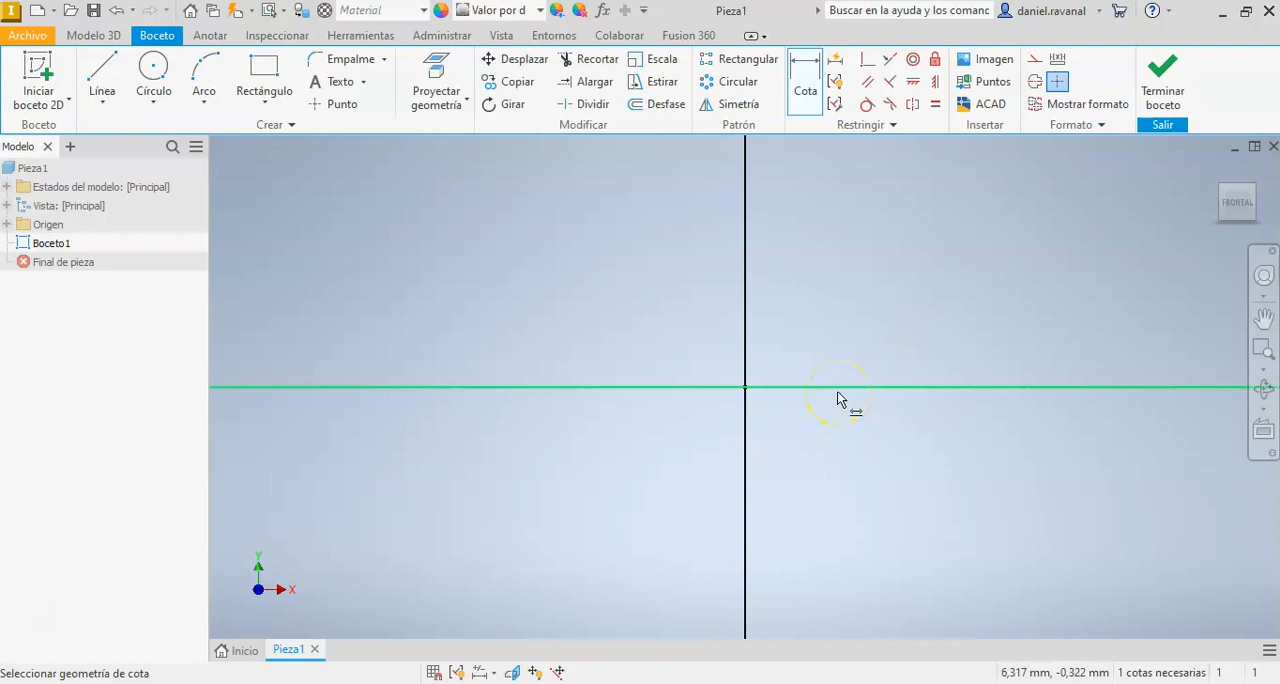 Material
Valor por d
fx
Pieza1
Buscar en la ayuda y los comanc
daniel.ravanal
Archivo
Modelo 3D
Boceto
Anotar
Inspeccionar
Herramientas
Administrar
Vista
Entornos
Colaborar
Fusion 360
Iniciar
boceto 2D
Línea
Círculo
Arco
Rectángulo
Empalme
Texto
Punto
Proyectar
geometría
Desplazar
Copiar
Girar
Recortar
Alargar
Dividir
Escala
Estirar
Desfase
Rectangular
Circular
Simetría
Cota
Imagen
Puntos
ACAD
Mostrar formato
Terminar
boceto
Boceto
Crear
Modificar
Patrón
Restringir
Insertar
Formato
Salir
Modelo
Pieza1
Estados del modelo: [Principal]
Vista: [Principal]
Origen
Boceto1
Final de pieza
FRONTAL
Y
X
Inicio
Pieza1
Seleccionar geometría de cota
6,317 mm, -0,322 mm
1 cotas necesarias
1
1